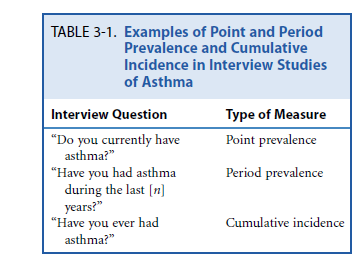 TABLE 3-1. Examples of Point and Period
Prevalence and Cumulative
Incidence in Interview Studies
of Asthma
Interview Question Type of Measure
“Do you currently have Point prevalence
asthma?”
“Have you had asthma Period prevalence
during the last [n]
years?”
“Have you ever had Cumulative incidence
asthma?”